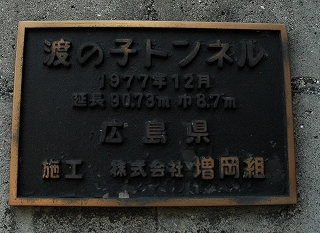 渡の子トンネル
1977年12月
延長90.78m 巾8.7m
広島県
施工 株式会社 増岡組